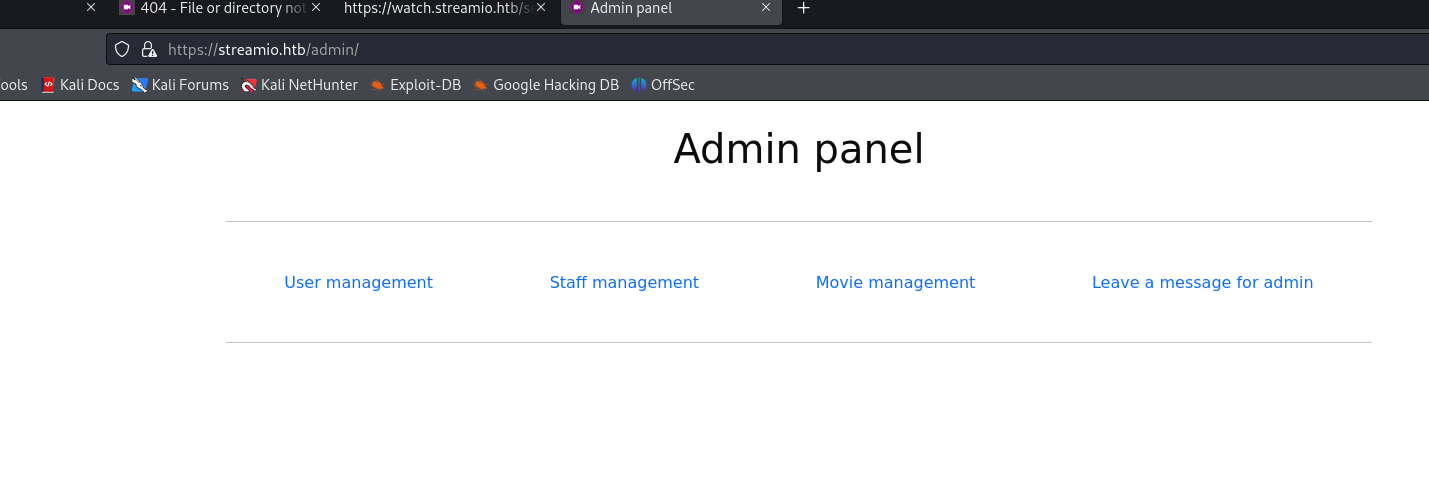 404 - File or directory not https://watch.streamio.htb/s Admin panel
https://streamio.htb/admin/
ools Kali Docs Kali Forums Kali NetHunter Exploit-DB Google Hacking DB OffSec
Admin panel
User management Staff management Movie management Leave a message for admin